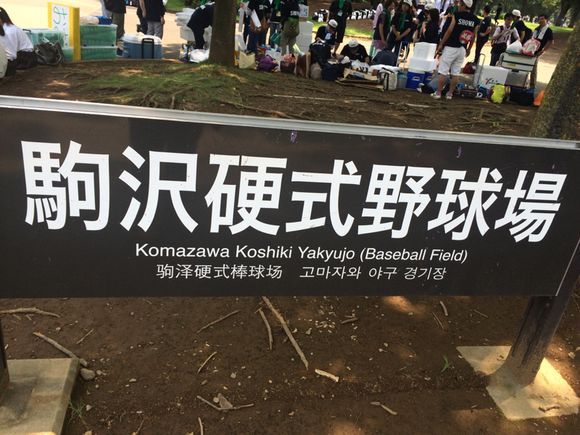 SHOMA
駒沢硬式野球場
Komazawa Koshiki Yakyujo (Baseball Field)
驹泽硬式棒球场 고마자와 야구 경기장